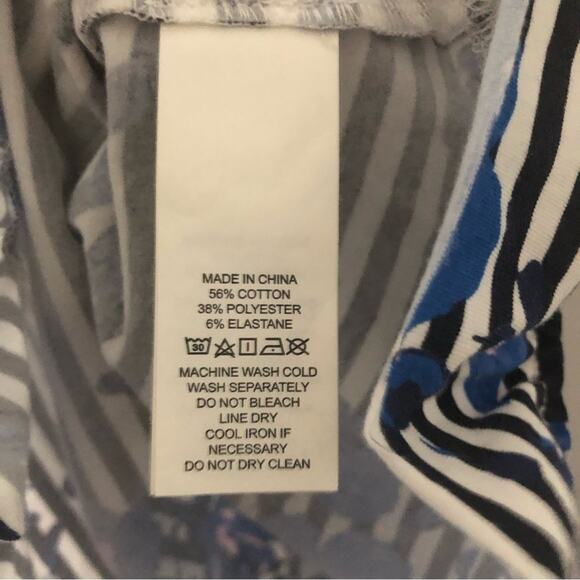 MADE IN CHINA
56% COTTON
38% POLYESTER
6% ELASTANE
30
MACHINE WASH COLD
WASH SEPARATELY
DO NOT BLEACH
LINE DRY
COOL IRON IF
NECESSARY
DO NOT DRY CLEAN